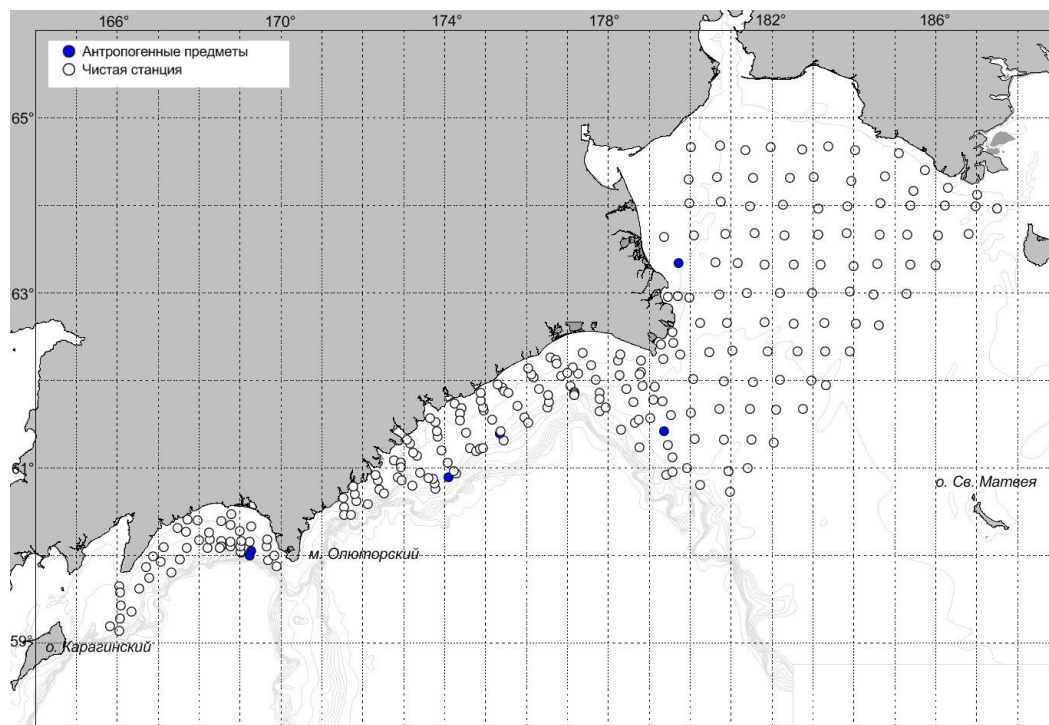 166° 170° 174° 178° 182° 186°
Антропогенные предметы
Чистая станция
65°
63°
61°
о. Св. Матвея
м. Олюторский
59°
о. Карагинский